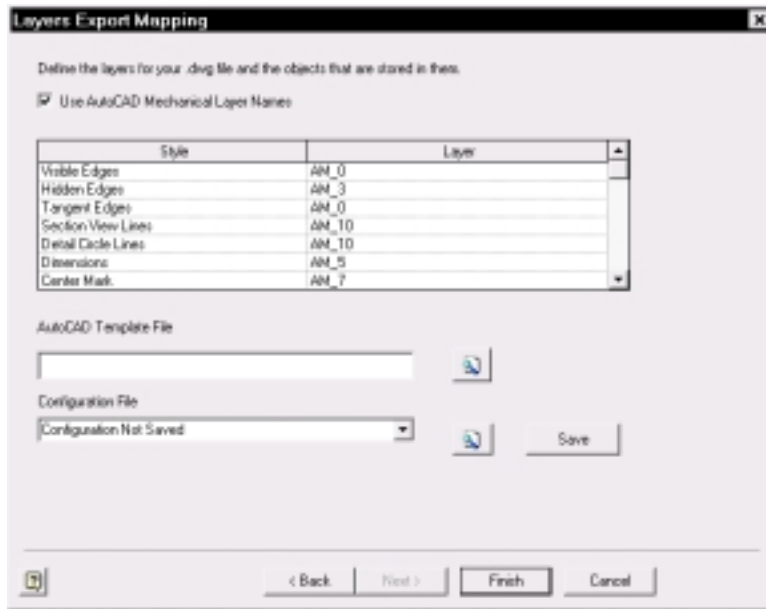 Layers Export Mapping
Define the layers for your .dwg file and the objects that are stored in them.
Use AutoCAD Mechanical Layer Names
Style Layer
Visible Edges AM_0
Hidden Edges AM_3
Tangent Edges AM_0
Section View Lines AM_10
Detail Circle Lines AM_10
Dimensions AM_5
Center Mark AM_7
AutoCAD Template File
Configuration File
Configuration Not Saved
Save
< Back Next > Finish Cancel